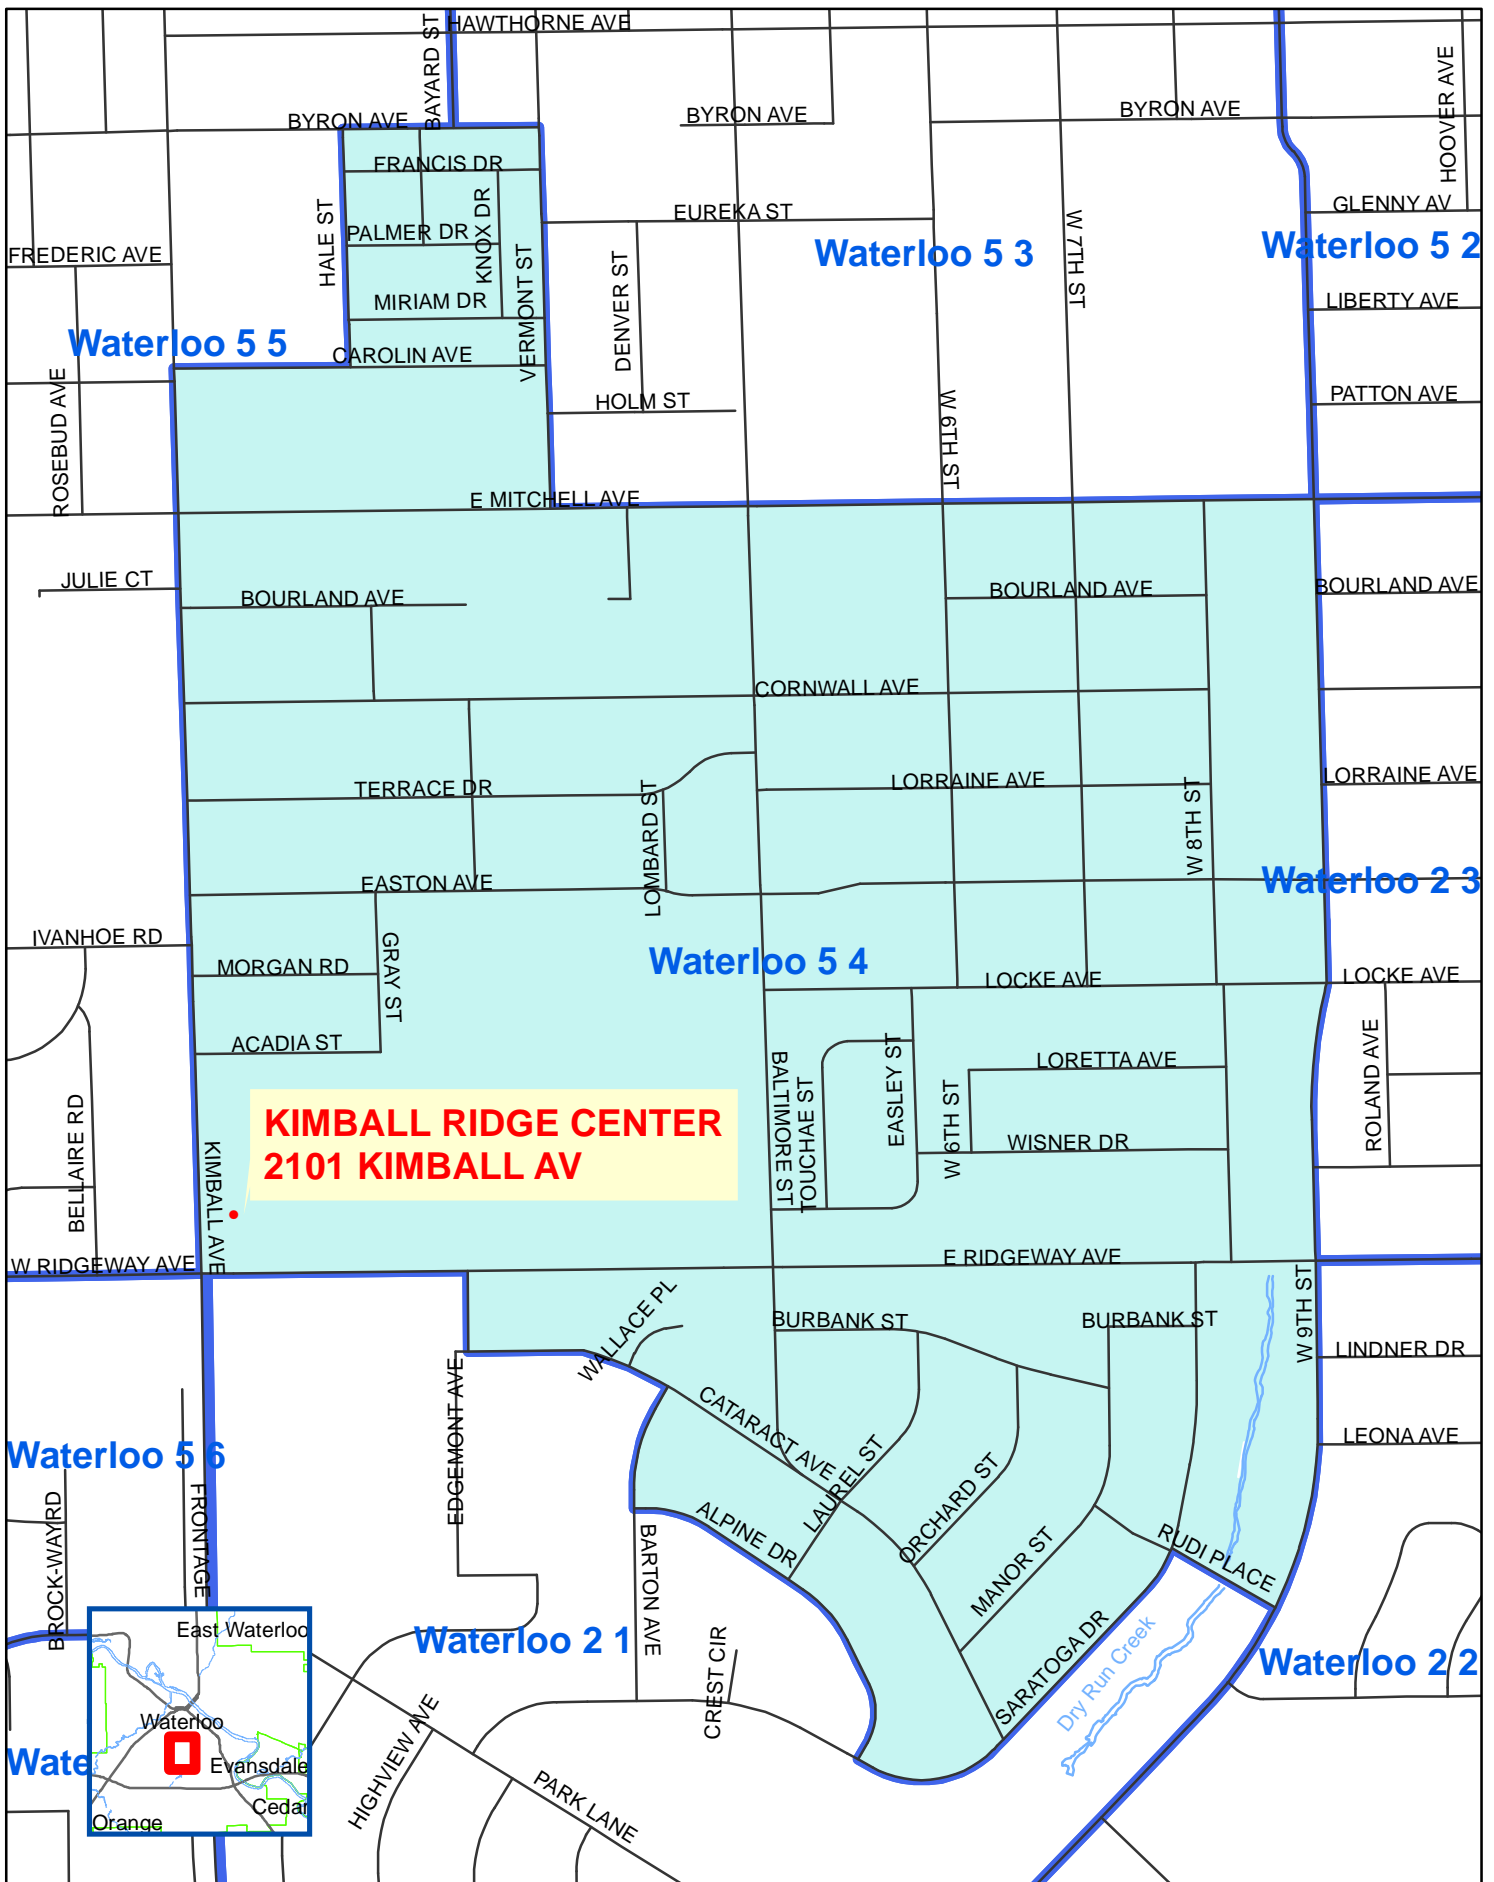 HAWTHORNE AVE
BAYARD ST
BYRON AVE
BYRON AVE
BYRON AVE
HOOVER AVE
FRANCIS DR
HALE ST
PALMER DR
KNOX DR
VERMONT ST
EUREKA ST
W 7TH ST
GLENNY AV
FREDERIC AVE
Waterloo 5 3
Waterloo 5 2
DENVER ST
MIRIAM DR
LIBERTY AVE
Waterloo 5 5
CAROLIN AVE
ROSEBUD AVE
HOLM ST
W 6TH ST
PATTON AVE
E MITCHELL AVE
JULIE CT
BOURLAND AVE
BOURLAND AVE
BOURLAND AVE
CORNWALL AVE
TERRACE DR
LOMBARD ST
LORRAINE AVE
W 8TH ST
LORRAINE AVE
EASTON AVE
Waterloo 2 3
IVANHOE RD
MORGAN RD
GRAY ST
Waterloo 5 4
LOCKE AVE
LOCKE AVE
ACADIA ST
BALTIMORE ST
TOUCHAE ST
EASLEY ST
W 6TH ST
LORETTA AVE
ROLAND AVE
BELLAIRE RD
KIMBALL AVE
KIMBALL RIDGE CENTER
2101 KIMBALL AV
WISNER DR
W RIDGEWAY AVE
E RIDGEWAY AVE
WALLACE PL
BURBANK ST
BURBANK ST
W 9TH ST
LINDNER DR
EDGEMONT AVE
CATARACT AVE
LAUREL ST
LEONA AVE
Waterloo 5 6
FRONTAGE
BROCK-WAYRD
ALPINE DR
ORCHARD ST
MANOR ST
RUDI PLACE
BARTON AVE
Waterloo 2 1
CREST CIR
SARATOGA DR
Dry Run Creek
Waterloo 2 2
East Waterloo
Waterloo
Evansdale
Cedar
Orange
Wate
HIGHVIEW AVE
PARK LANE